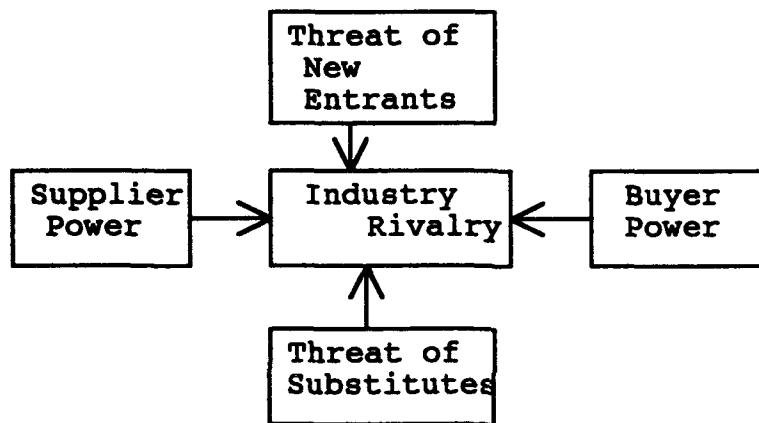 Threat of
New
Entrants
Supplier
Power
Industry
Rivalry
Buyer
Power
Threat of
Substitutes